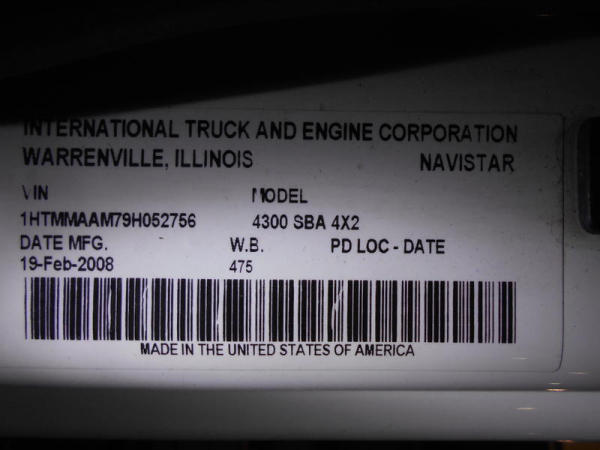 INTERNATIONAL TRUCK AND ENGINE CORPORATION
WARRENVILLE, ILLINOIS NAVISTAR
VIN MODEL
1HTMMAAM79H052756 4300 SBA 4X2
DATE MFG. W.B. PD LOC - DATE
19-Feb-2008 475
MADE IN THE UNITED STATES OF AMERICA